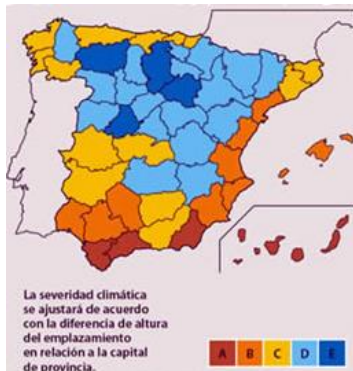 La severidad climática
se ajustará de acuerdo
con la diferencia de altura
del emplazamiento
en relación a la capital
de provincia.
A B C D E